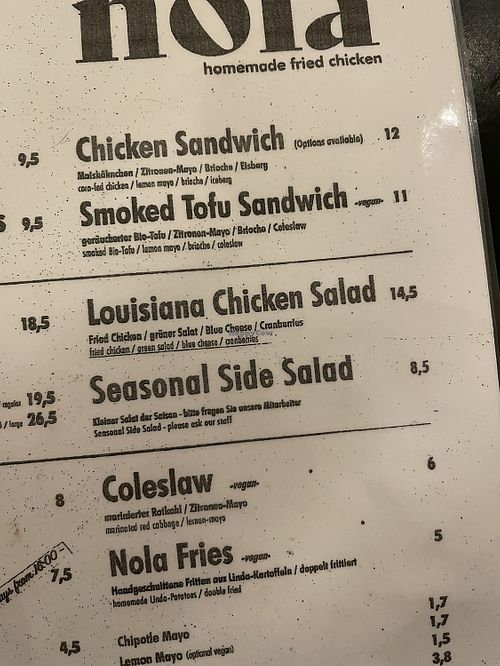 nola
homemade fried chicken
9,5
Chicken Sandwich (Options available) 12
Maishähnchen / Zitronen-Mayo / Brioche / Eisberg
corn-fed chicken / lemon mayo / brioche / iceberg
S 9,5
Smoked Tofu Sandwich -vegan- 11
geräucherter Bio-Tofu / Zitronen-Mayo / Brioche / Coleslaw
smoked Bio-Tofu / lemon mayo / brioche / coleslaw
18,5
Louisiana Chicken Salad 14,5
Fried Chicken / grüner Salat / Blue Cheese / Cranberries
fried chicken / green salad / blue cheese / cranberries
/ regular 19,5
/ large 26,5
Seasonal Side Salad 8,5
Kleiner Salat der Saison - bitte fragen Sie unsere Mitarbeiter
Seasonal Side Salad - please ask our staff
8
Coleslaw -vegan- 6
marinierter Rotkohl / Zitronen-Mayo
marinated red cabbage / lemon-mayo
ays from 16:00 -
7,5
Nola Fries -vegan- 5
Handgeschnittene Fritten aus Linda-Kartoffeln / doppelt frittiert
homemade Linda-Potatoes / double fried
4,5
Chipotle Mayo 1,7
Lemon Mayo (optional vegan) 1,7
1,5
3,8